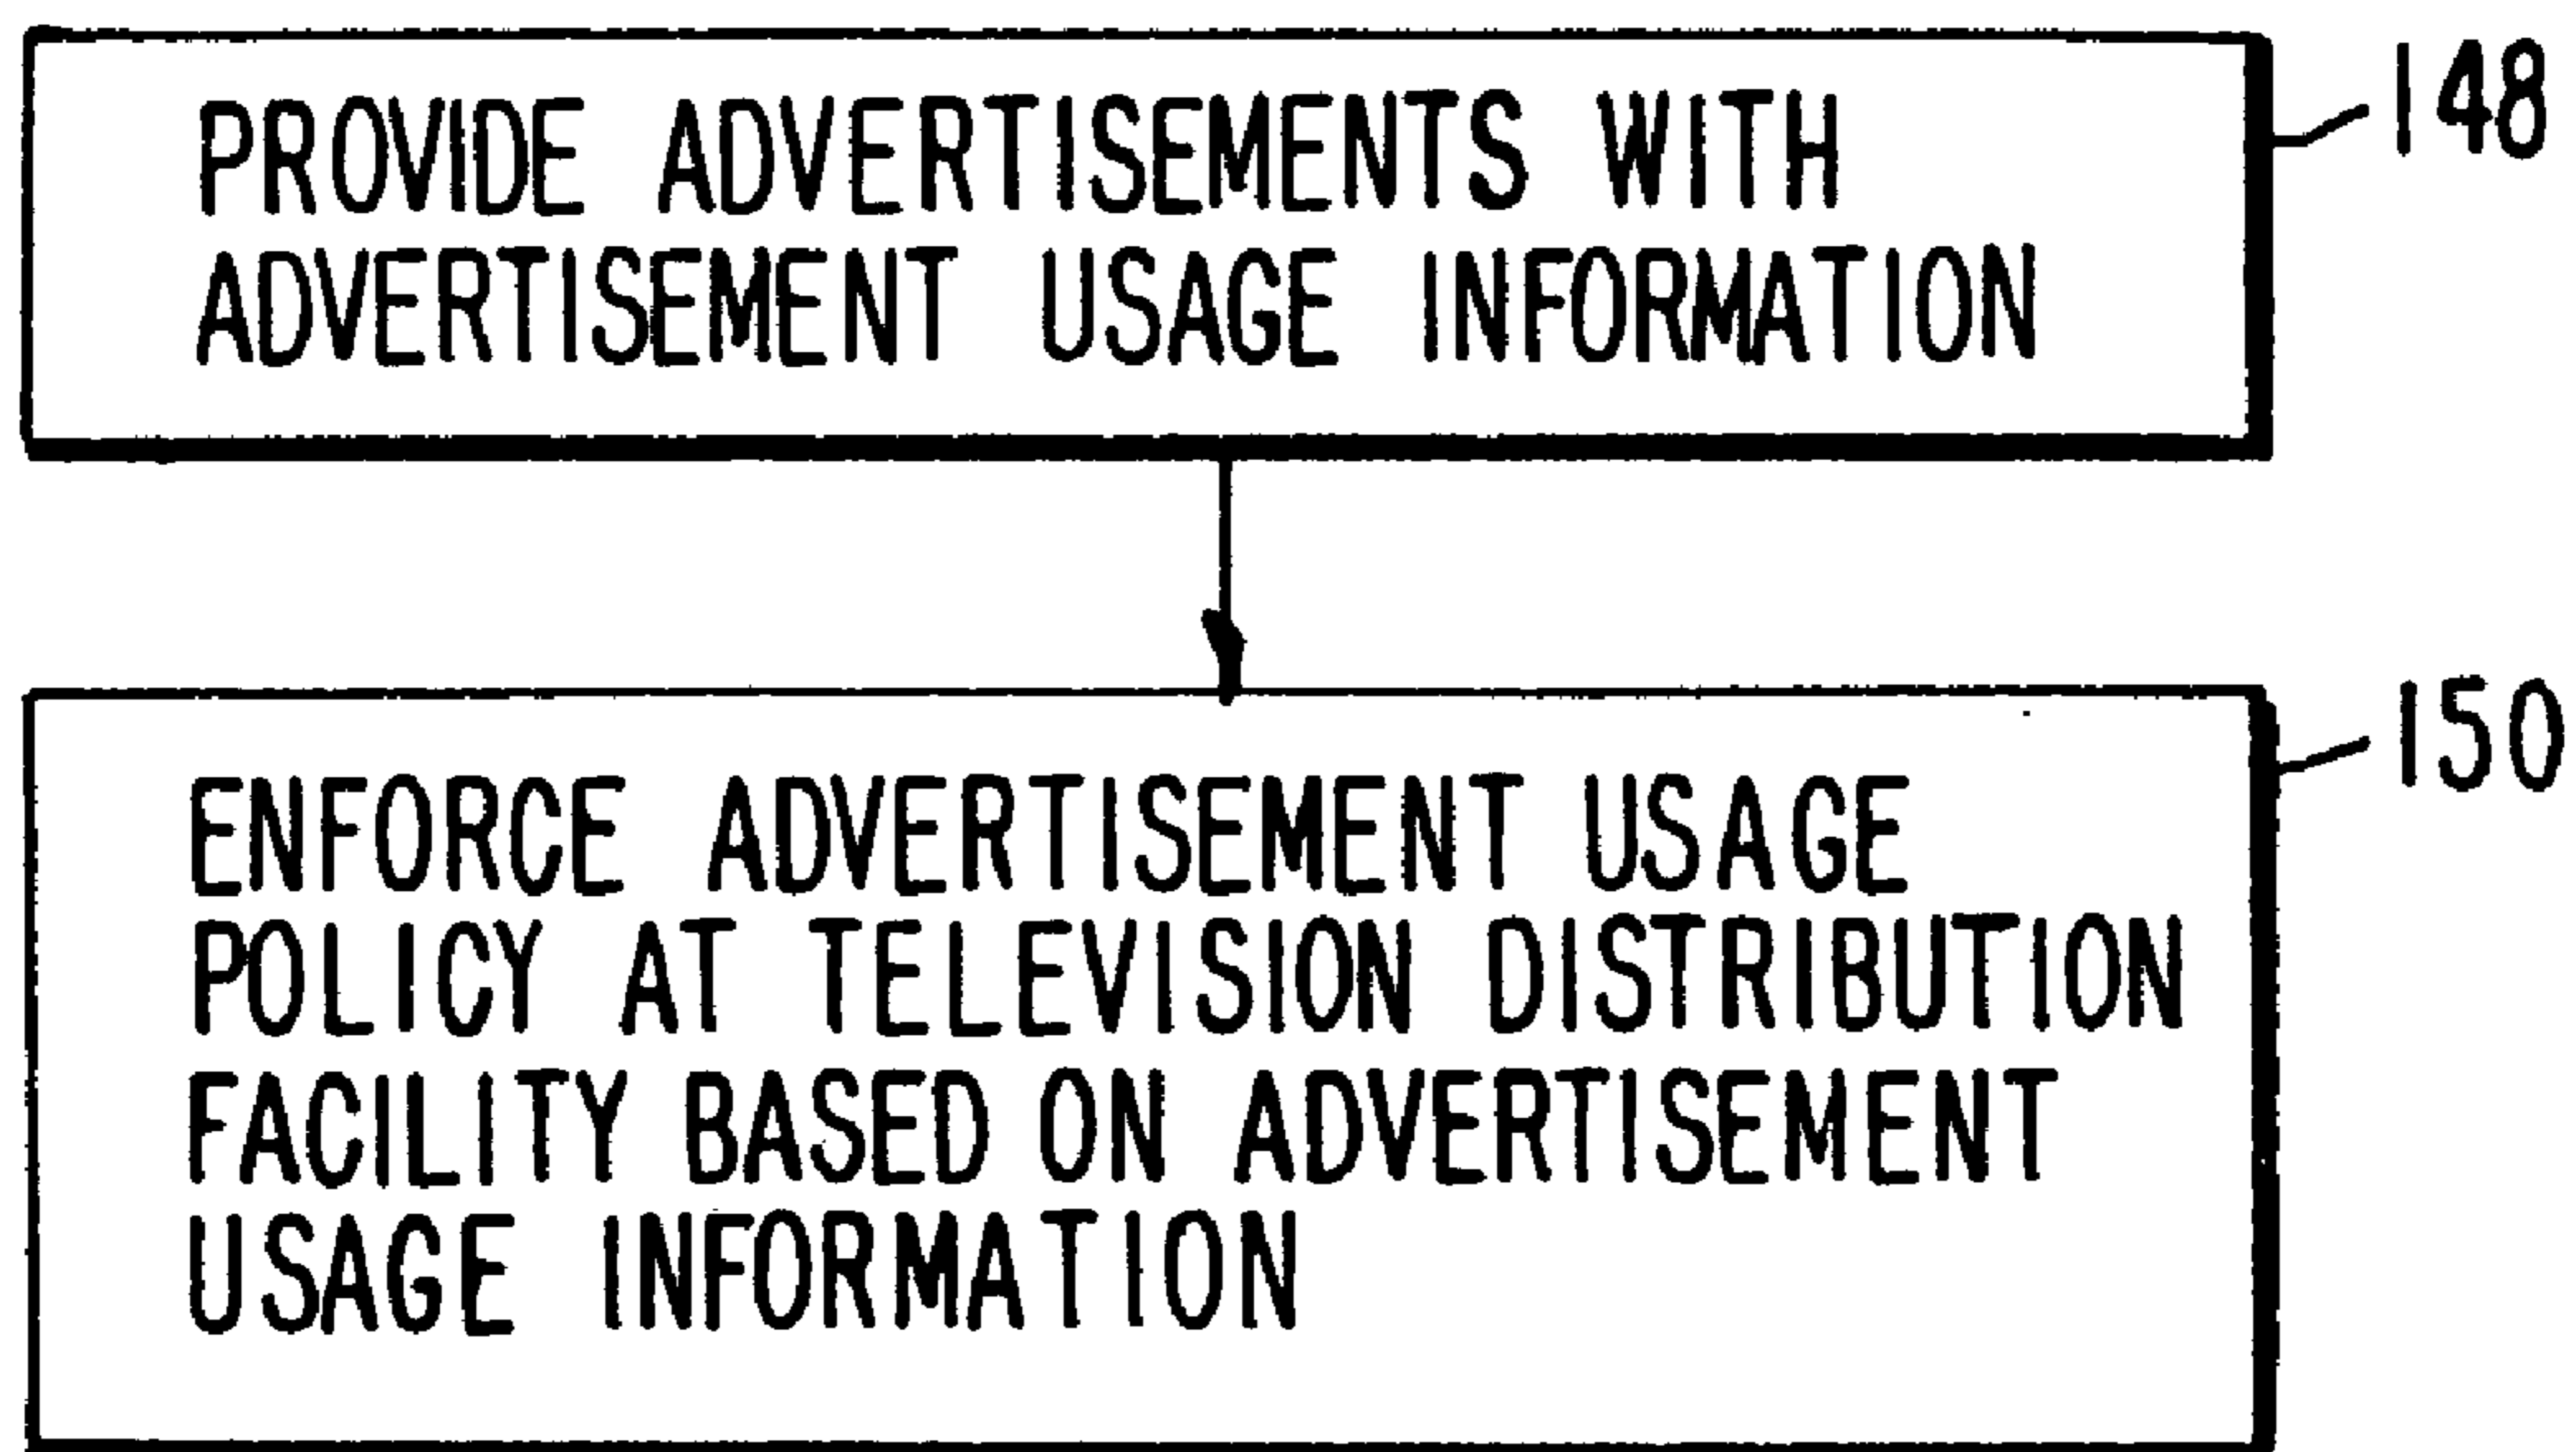 PROVIDE ADVERTISEMENTS WITH
ADVERTISEMENT USAGE INFORMATION
148
ENFORCE ADVERTISEMENT USAGE
POLICY AT TELEVISION DISTRIBUTION
FACILITY BASED ON ADVERTISEMENT
USAGE INFORMATION
150